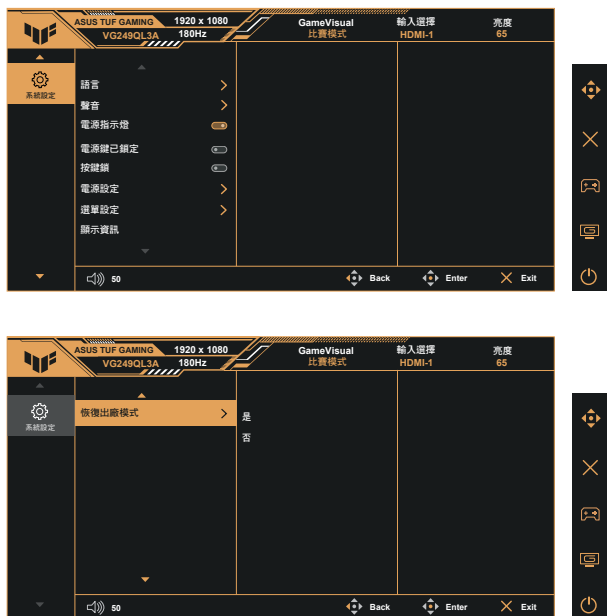 ASUS TUF GAMING 1920 x 1080
VG249QL3A 180Hz
GameVisual
比賽模式
輸入選擇
HDMI-1
亮度
65
系統設定
語言
聲音
電源指示燈
電源鍵已鎖定
按鍵鎖
電源設定
選單設定
顯示資訊
50 Back Enter Exit
ASUS TUF GAMING 1920 x 1080
VG249QL3A 180Hz
GameVisual
比賽模式
輸入選擇
HDMI-1
亮度
65
系統設定
恢復出廠模式
是
否
50 Back Enter Exit